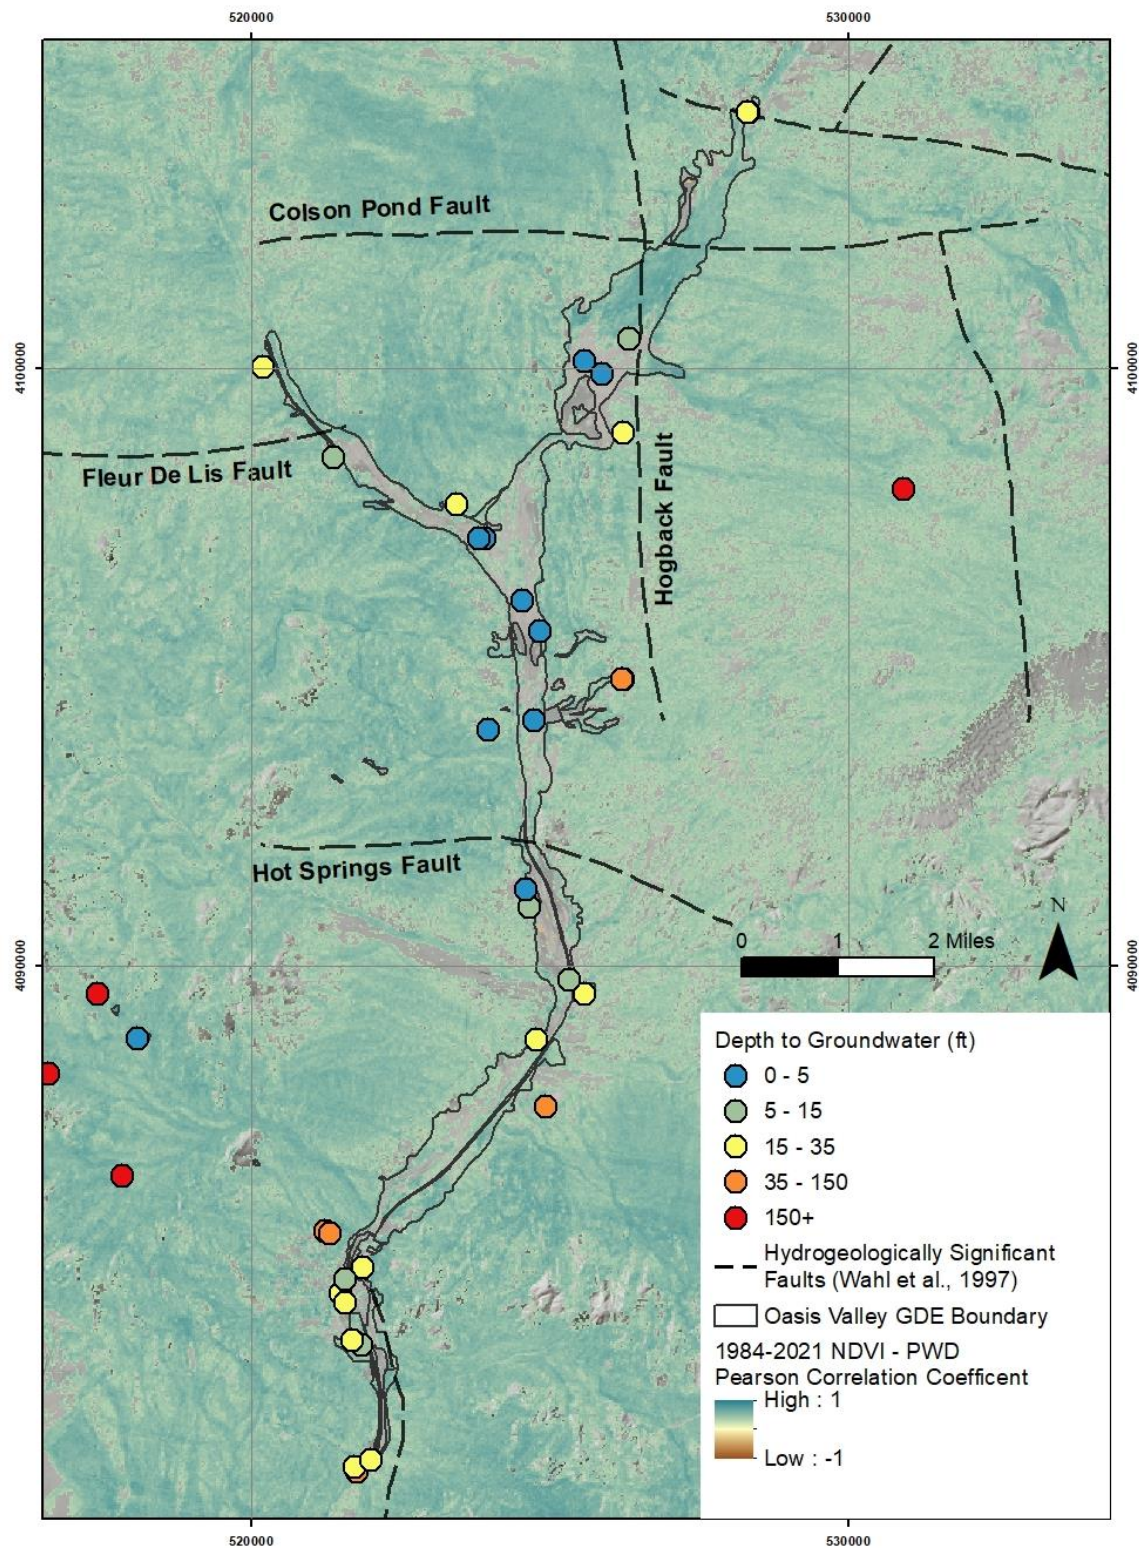 520000
530000
Colson Pond Fault
4100000
4100000
Fleur De Lis Fault
Hogback Fault
Hot Springs Fault
N
0 1 2 Miles
4090000
4090000
Depth to Groundwater (ft)
0 - 5
5 - 15
15 - 35
35 - 150
150+
Hydrogeologically Significant
Faults (Wahl et al., 1997)
Oasis Valley GDE Boundary
1984-2021 NDVI - PWD
Pearson Correlation Coefficent
High : 1
Low : -1
520000
530000